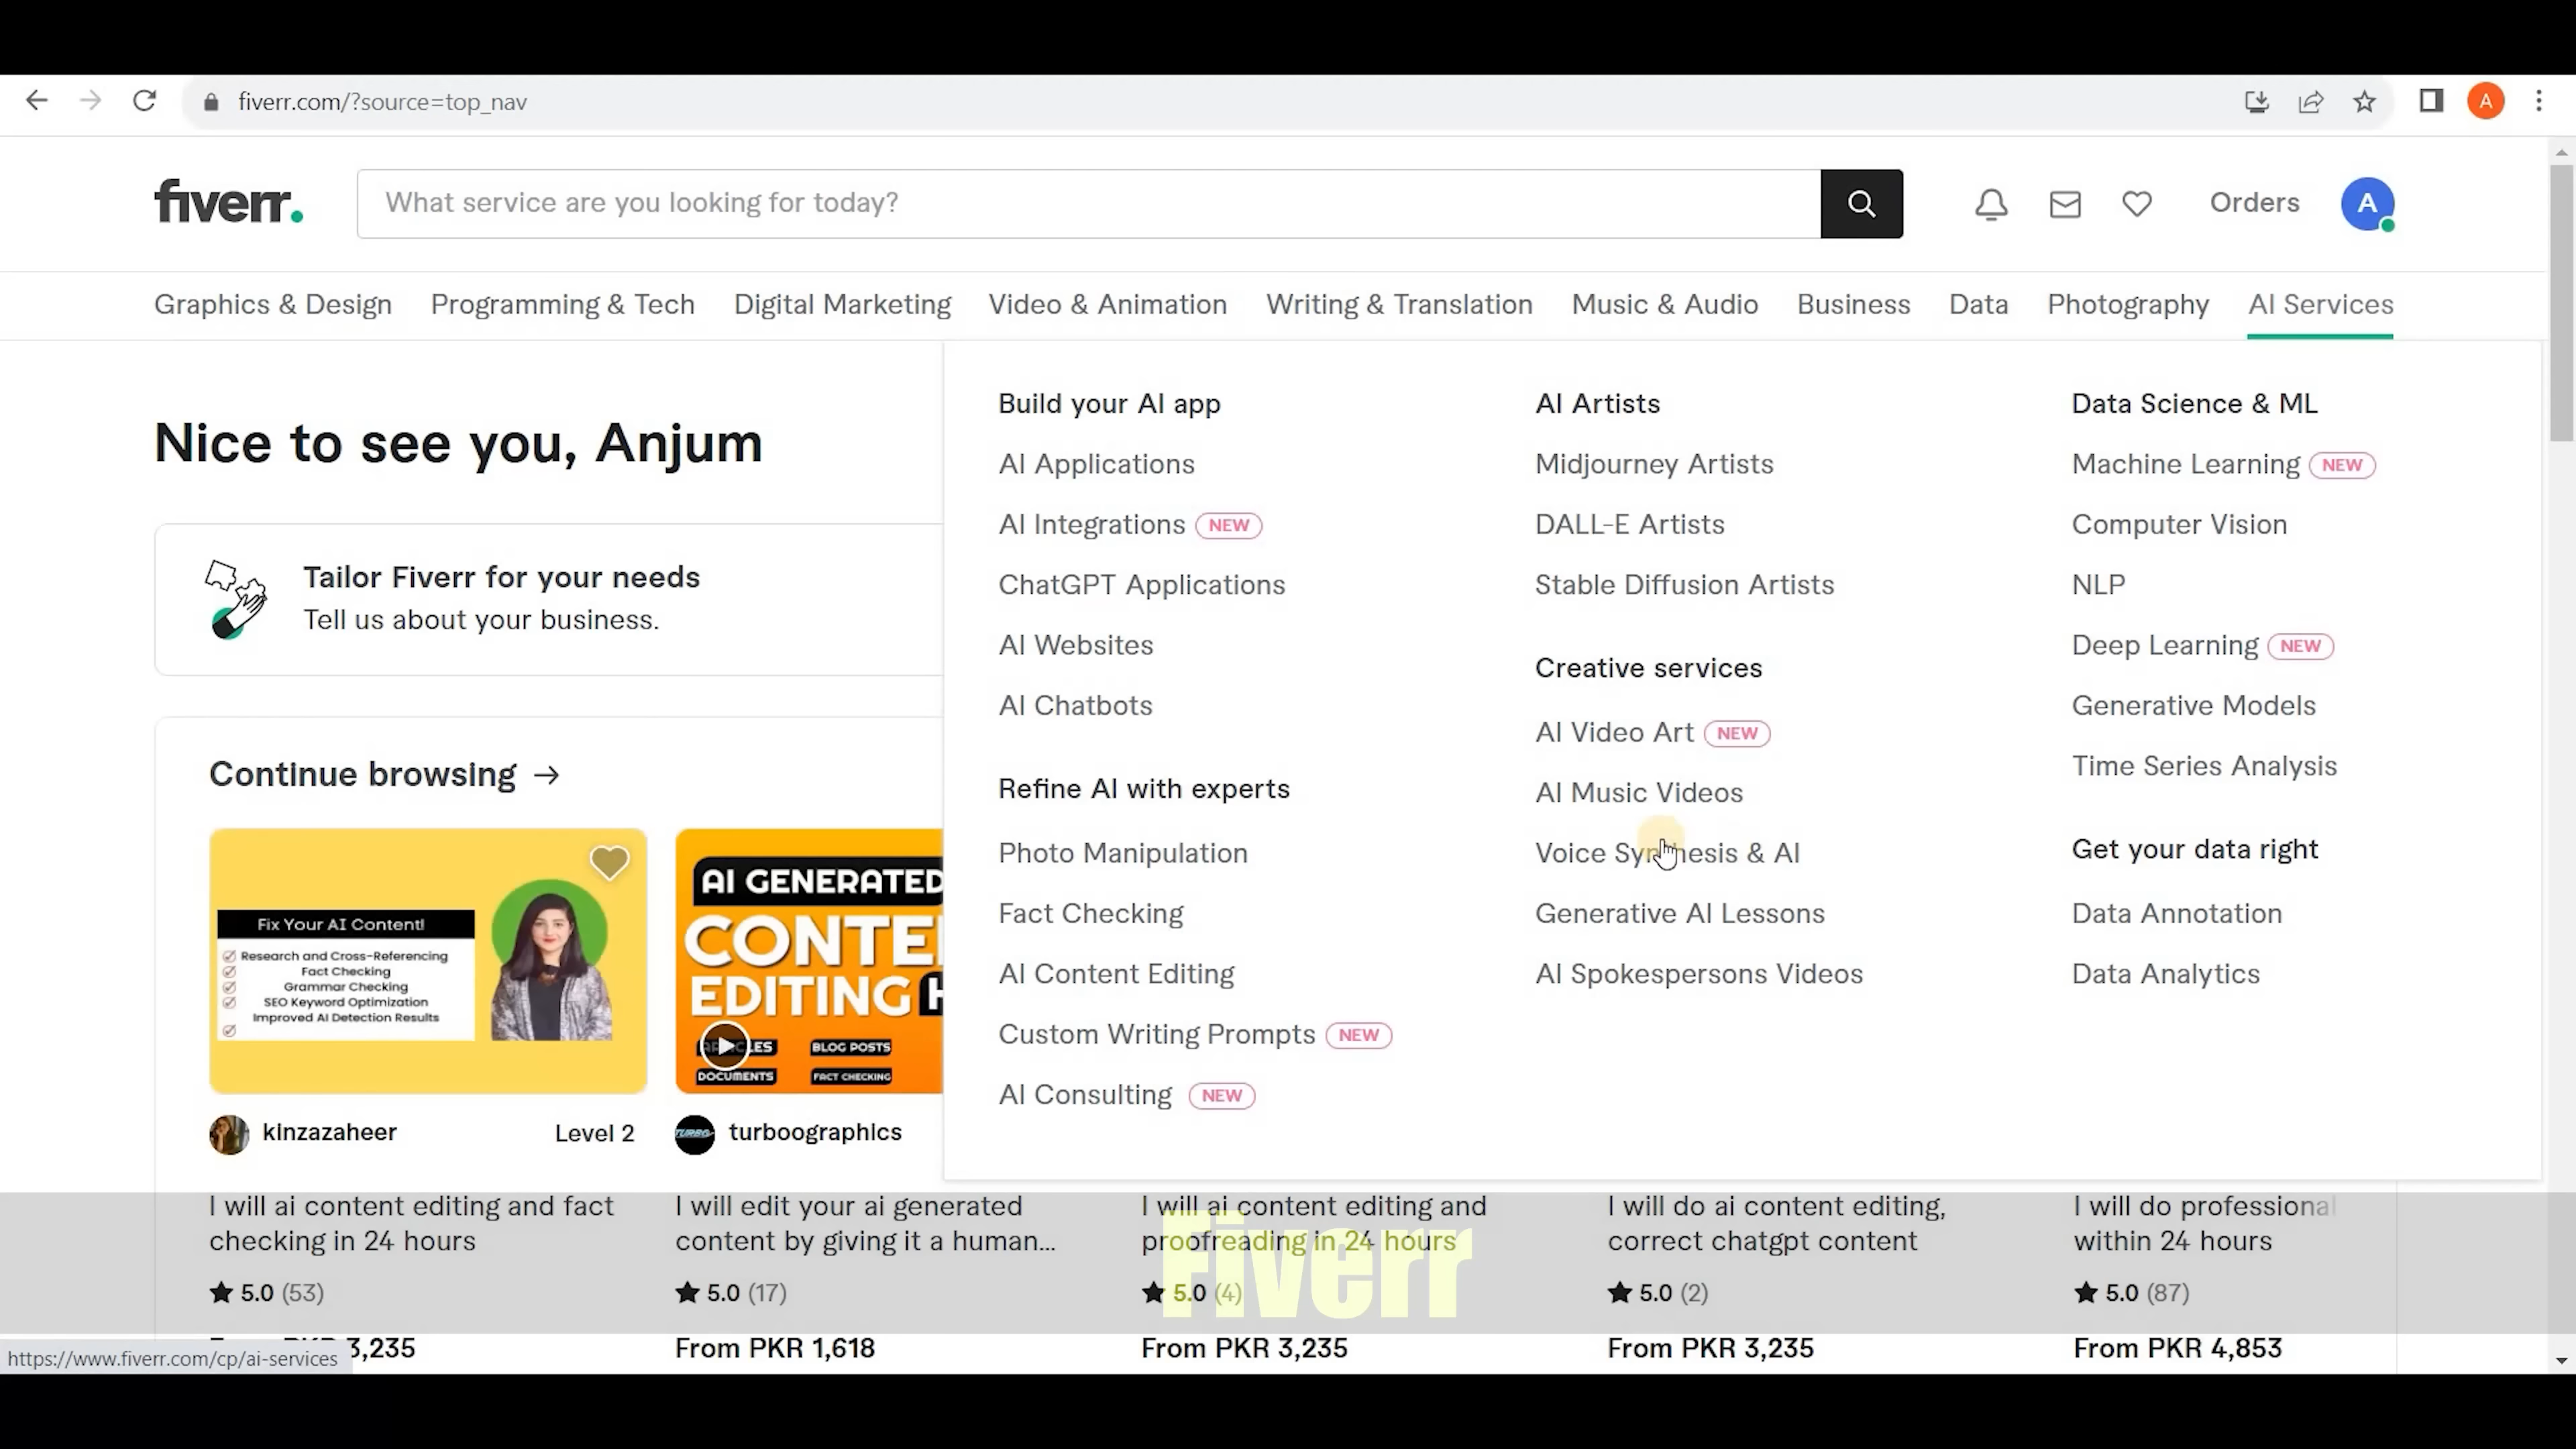 fiverr.com/?source=top_nav
A
fiverr.
What service are you looking for today?
Orders
A
Graphics & Design
Programming & Tech
Digital Marketing
Video & Animation
Writing & Translation
Music & Audio
Business
Data
Photography
AI Services
Nice to see you, Anjum
Tailor Fiverr for your needs
Tell us about your business.
Continue browsing →
Build your AI app
AI Applications
AI Integrations NEW
ChatGPT Applications
AI Websites
AI Chatbots
Refine AI with experts
Photo Manipulation
Fact Checking
AI Content Editing
Custom Writing Prompts NEW
AI Consulting NEW
AI Artists
Midjourney Artists
DALL-E Artists
Stable Diffusion Artists
Creative services
AI Video Art NEW
AI Music Videos
Voice Synthesis & AI
Generative AI Lessons
AI Spokespersons Videos
Data Science & ML
Machine Learning NEW
Computer Vision
NLP
Deep Learning NEW
Generative Models
Time Series Analysis
Get your data right
Data Annotation
Data Analytics
Fix Your AI Content!
Research and Cross-Referencing
Fact Checking
Grammar Checking
SEO Keyword Optimization
Improved AI Detection Results
AI GENERATED
CONTE
EDITING H
BLOG POSTS
DOCUMENTS
FACT CHECKING
kinzazaheer
Level 2
TURBO
turboographics
I will ai content editing and fact
checking in 24 hours
5.0 (53)
3,235
I will edit your ai generated
content by giving it a human...
5.0 (17)
From PKR 1,618
I will ai content editing and
proofreading in 24 hours
5.0 (4)
From PKR 3,235
I will do ai content editing,
correct chatgpt content
5.0 (2)
From PKR 3,235
I will do professional
within 24 hours
5.0 (87)
From PKR 4,853
Fiverr
https://www.fiverr.com/cp/ai-services